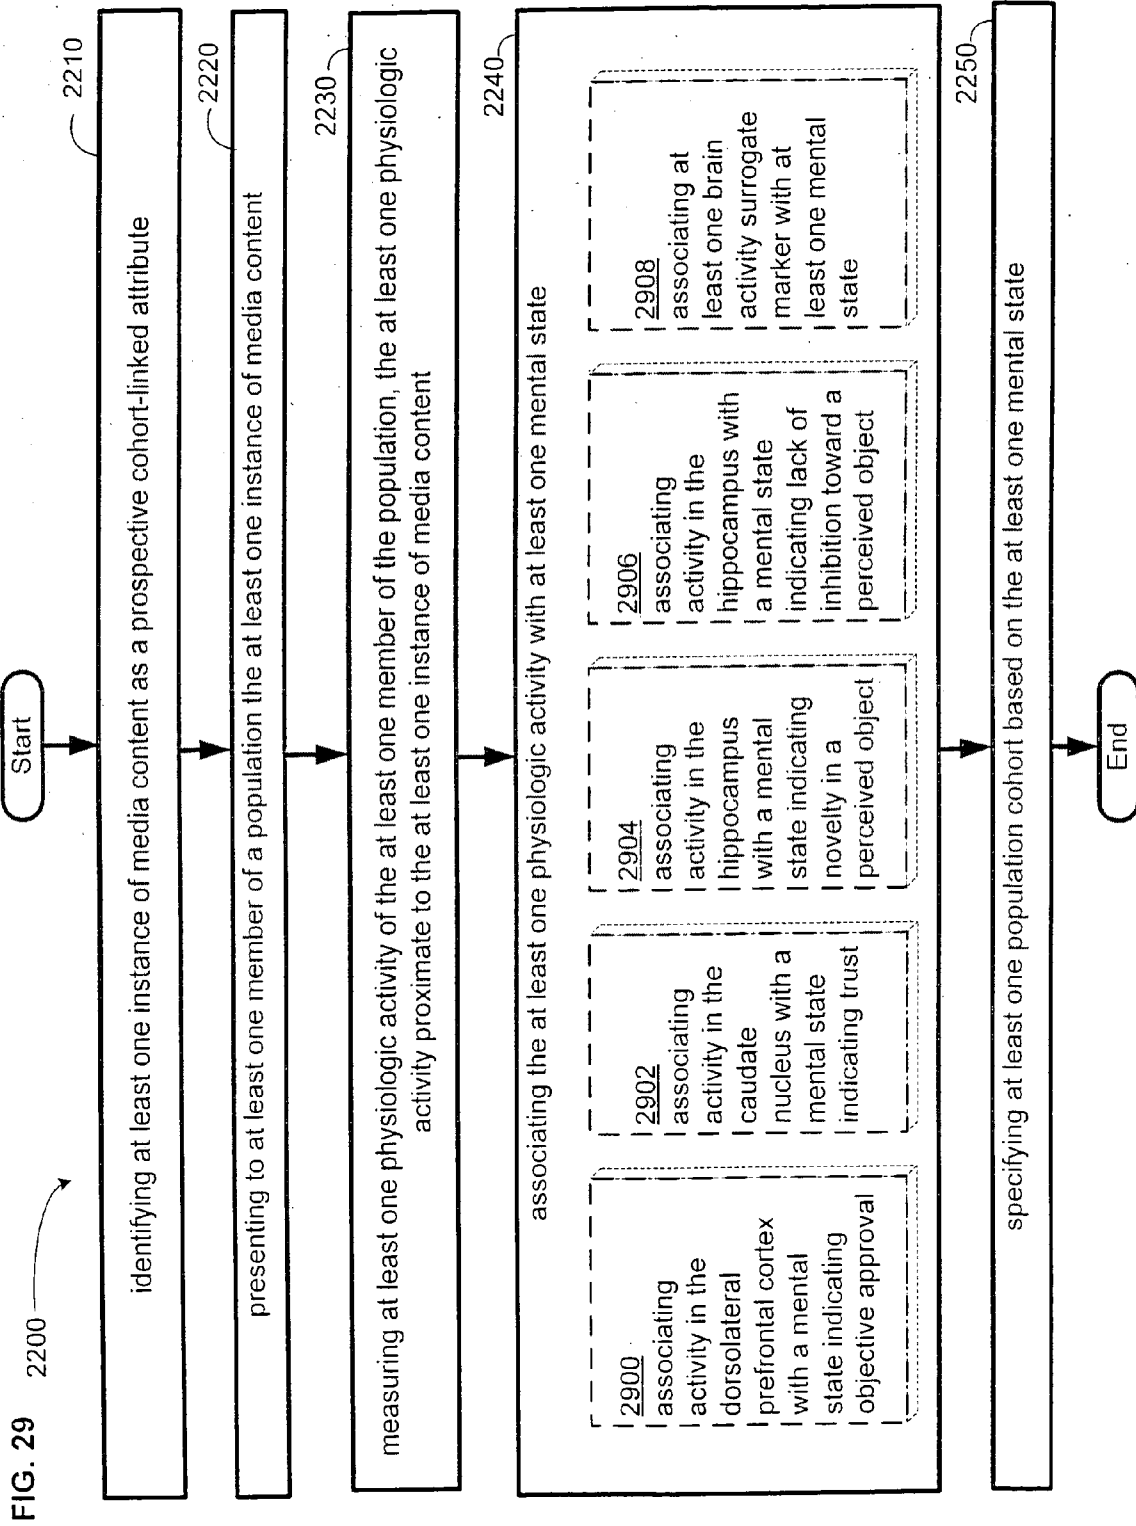 FIG. 29
2200
Start
2210
identifying at least one instance of media content as a prospective cohort-linked attribute
2220
presenting to at least one member of a population the at least one instance of media content
2230
measuring at least one physiologic activity of the at least one member of the population, the at least one physiologic
activity proximate to the at least one instance of media content
2240
associating the at least one physiologic activity with at least one mental state
2900
associating
activity in the
dorsolateral
prefrontal cortex
with a mental
state indicating
objective approval
2902
associating
activity in the
caudate
nucleus with a
mental state
indicating trust
2904
associating
activity in the
hippocampus
with a mental
state indicating
novelty in a
perceived object
2906
associating
activity in the
hippocampus with
a mental state
indicating lack of
inhibition toward a
perceived object
2908
associating at
least one brain
activity surrogate
marker with at
least one mental
state
2250
specifying at least one population cohort based on the at least one mental state
End